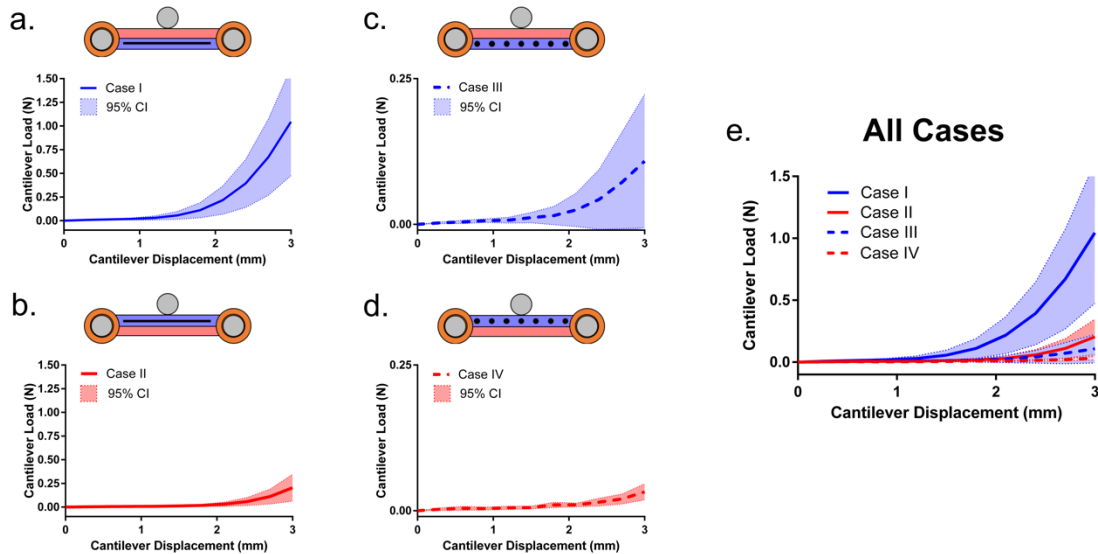 a.
1.50
1.25
1.00
0.75
0.50
0.25
0.00
Cantilever Load (N)
Case I
95% CI
0
1
2
3
Cantilever Displacement (mm)
b.
1.50
1.25
1.00
0.75
0.50
0.25
0.00
Cantilever Load (N)
Case II
95% CI
0
1
2
3
Cantilever Displacement (mm)
c.
0.25
0.00
Cantilever Load (N)
Case III
95% CI
0
1
2
3
Cantilever Displacement (mm)
d.
0.25
0.00
Cantilever Load (N)
Case IV
95% CI
0
1
2
3
Cantilever Displacement (mm)
e.
All Cases
1.5
1.0
0.5
0.0
Cantilever Load (N)
Case I
Case II
Case III
Case IV
0
1
2
3
Cantilever Displacement (mm)